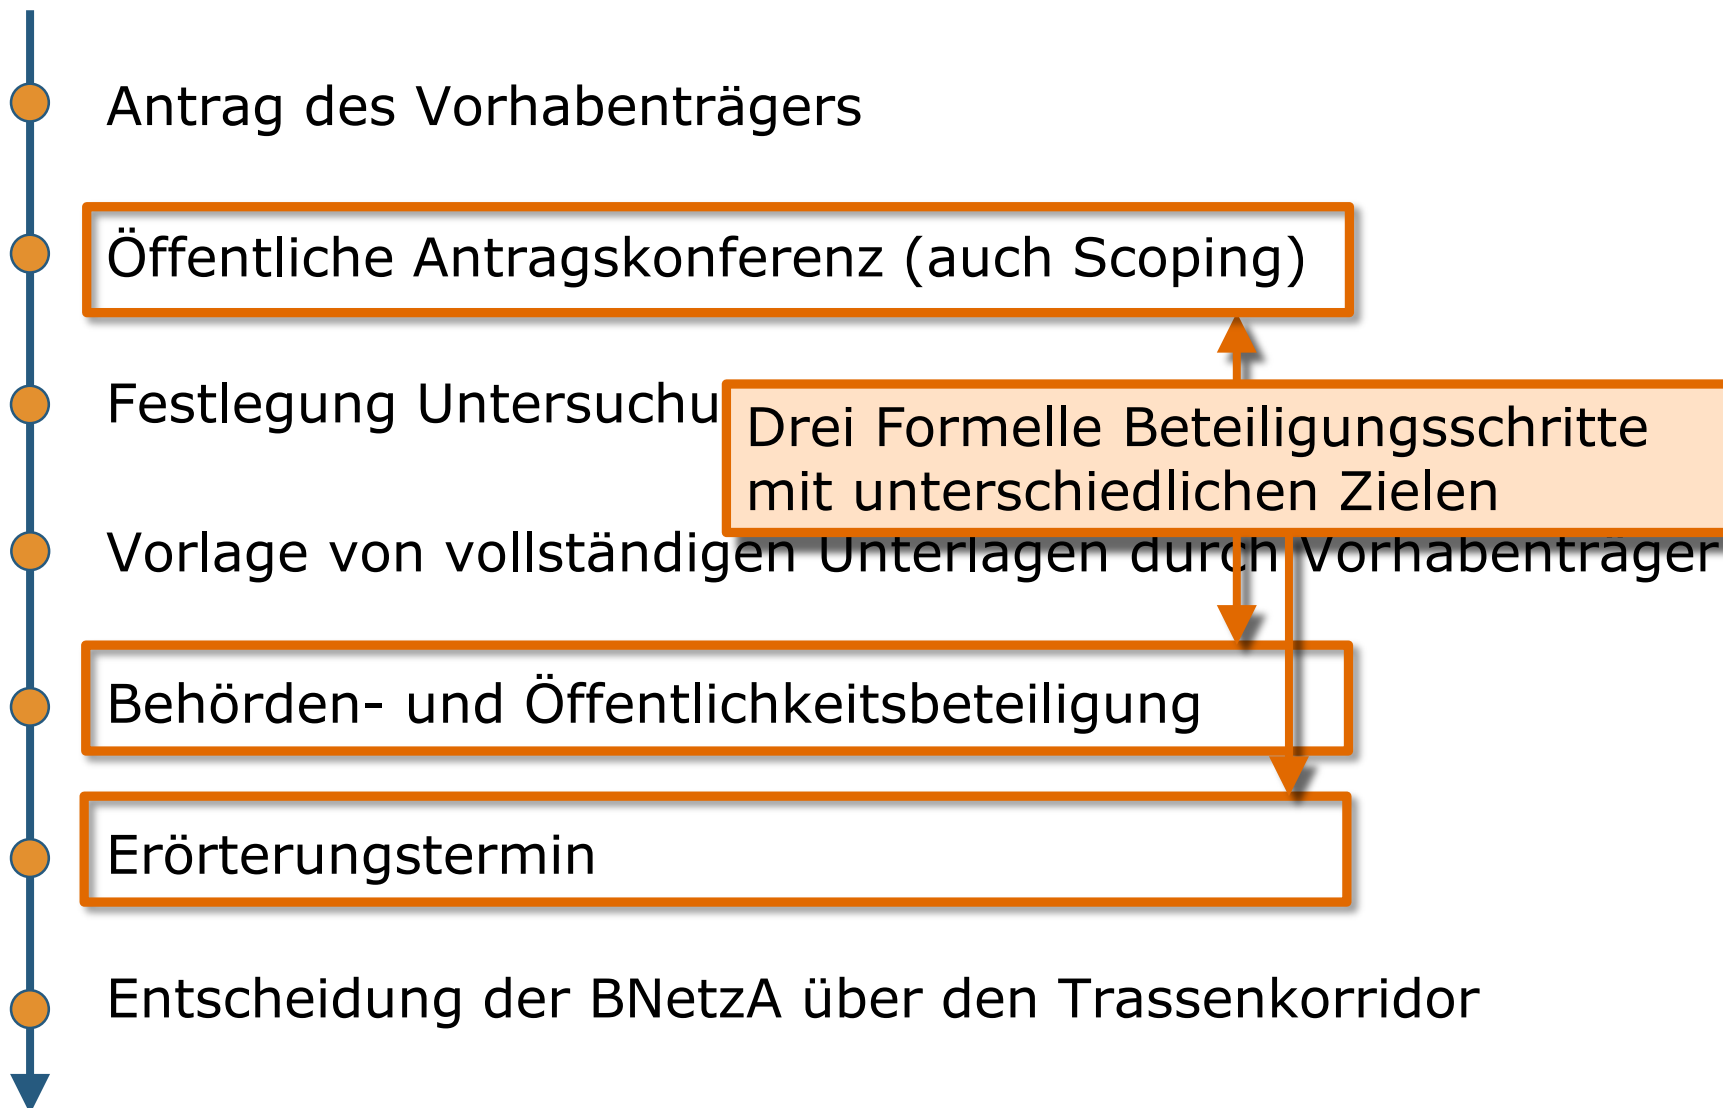 Antrag des Vorhabenträgers
Öffentliche Antragskonferenz (auch Scoping)
Festlegung
Drei Formelle Beteiligungsschritte
mit unterschiedlichen Zielen
Vorlage von vollständigen Unterlagen durch Vorhabenträger
Behörden- und Öffentlichkeitsbeteiligung
Erörterungstermin
Entscheidung der BNetzA über den Trassenkorridor